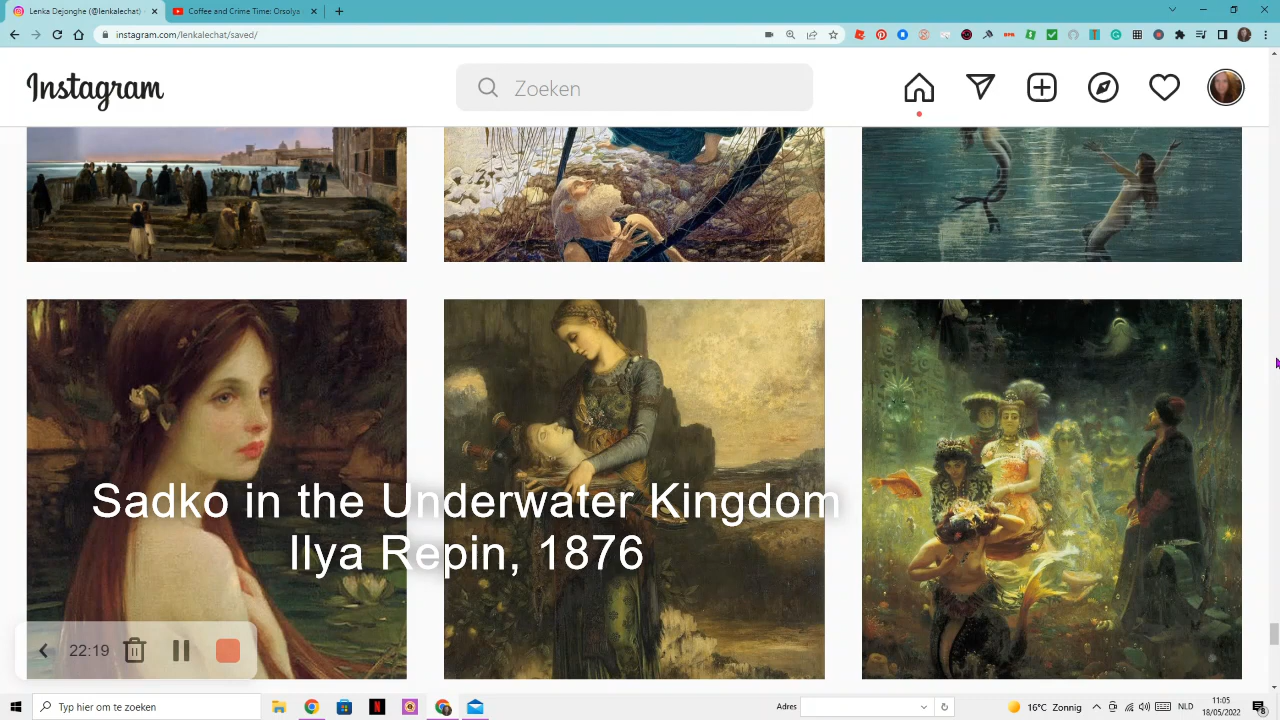 Lenka Dejonghe (@lenkalechat)
Coffee and Crime Time: Orsolya
instagram.com/lenkalechat/saved/
Instagram
Zoeken
Sadko in the Underwater Kingdom
Ilya Repin, 1876
22:19
Typ hier om te zoeken
Adres
16°C Zonnig
NLD
11:05
18/05/2022
8